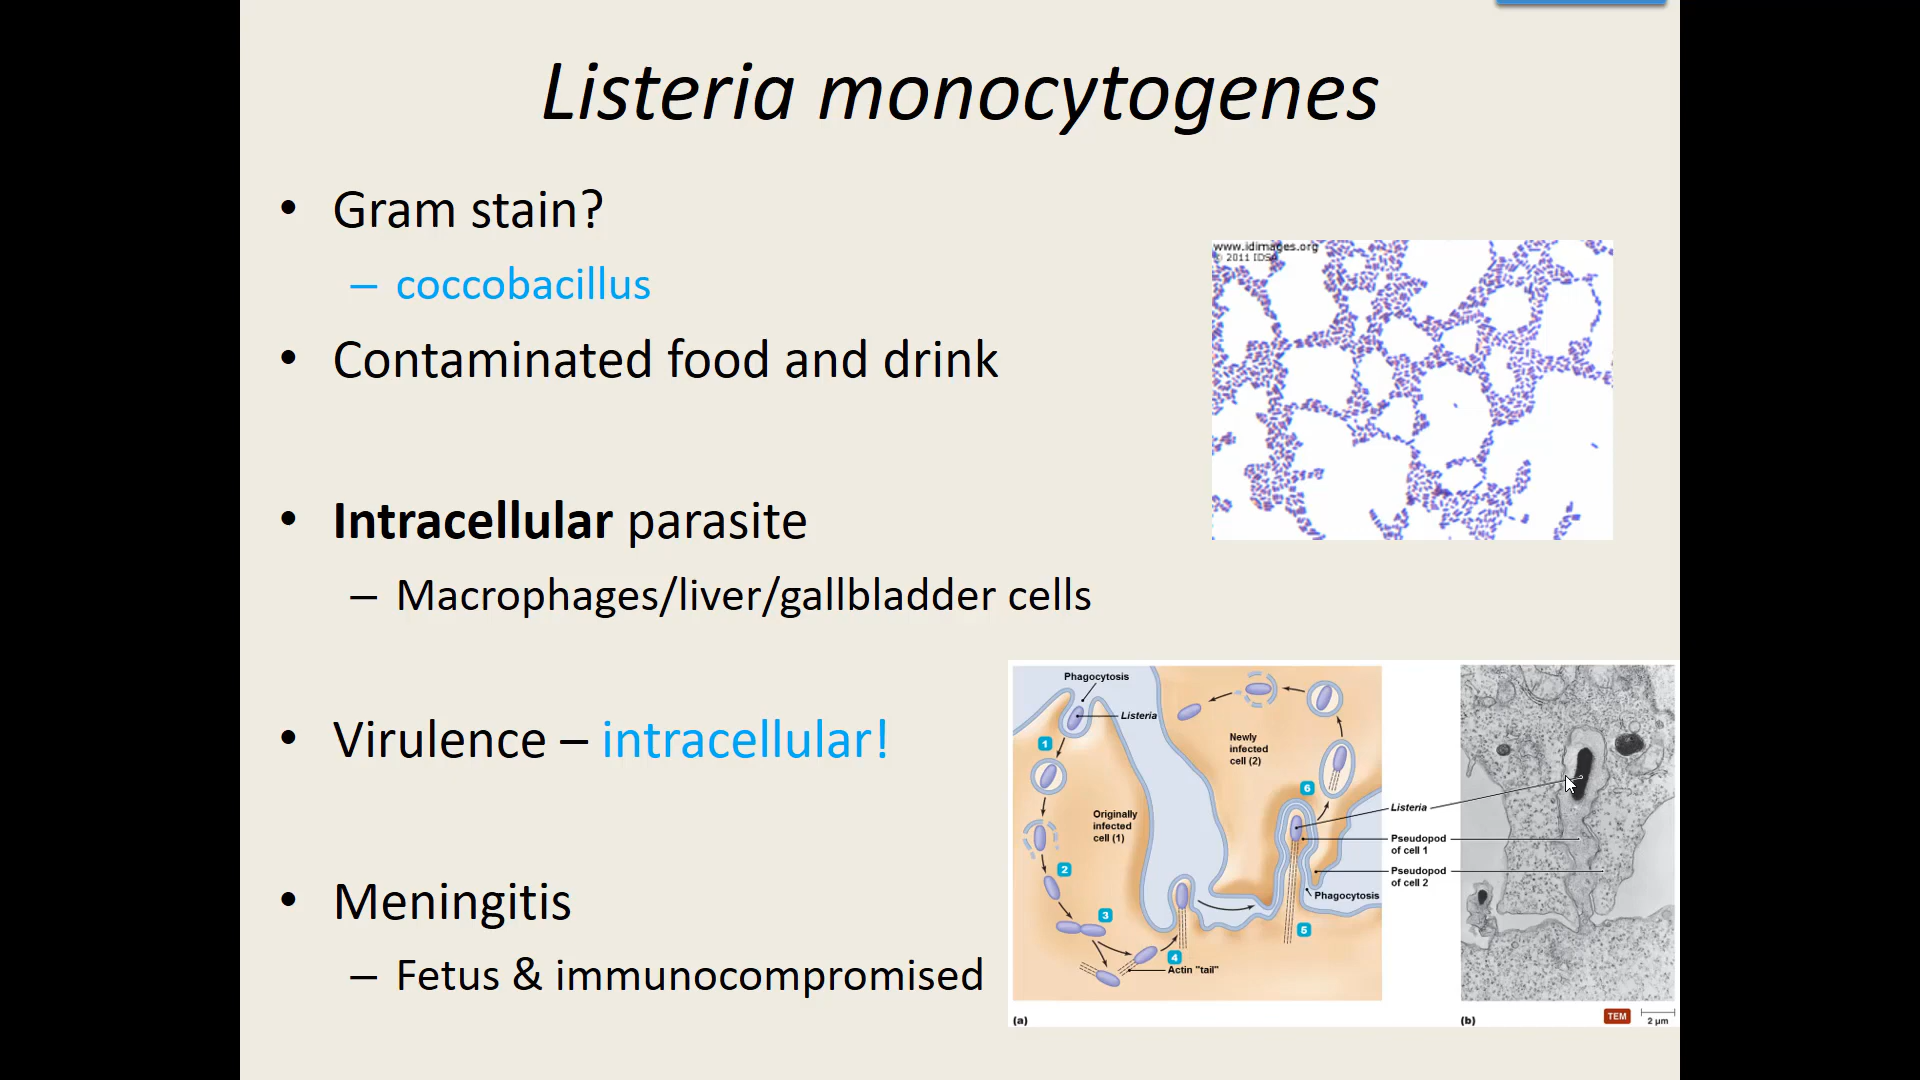 Listeria monocytogenes
• Gram stain?
– coccobacillus
• Contaminated food and drink
• Intracellular parasite
– Macrophages/liver/gallbladder cells
• Virulence – intracellular!
• Meningitis
– Fetus & immunocompromised
www.idimages.org
© 2011 IDSA
Phagocytosis
Listeria
1
Originally
infected
cell (1)
2
3
4
Actin "tail"
5
6
Newly
infected
cell (2)
Listeria
Pseudopod
of cell 1
Pseudopod
of cell 2
Phagocytosis
(a)
(b)
TEM
2 µm